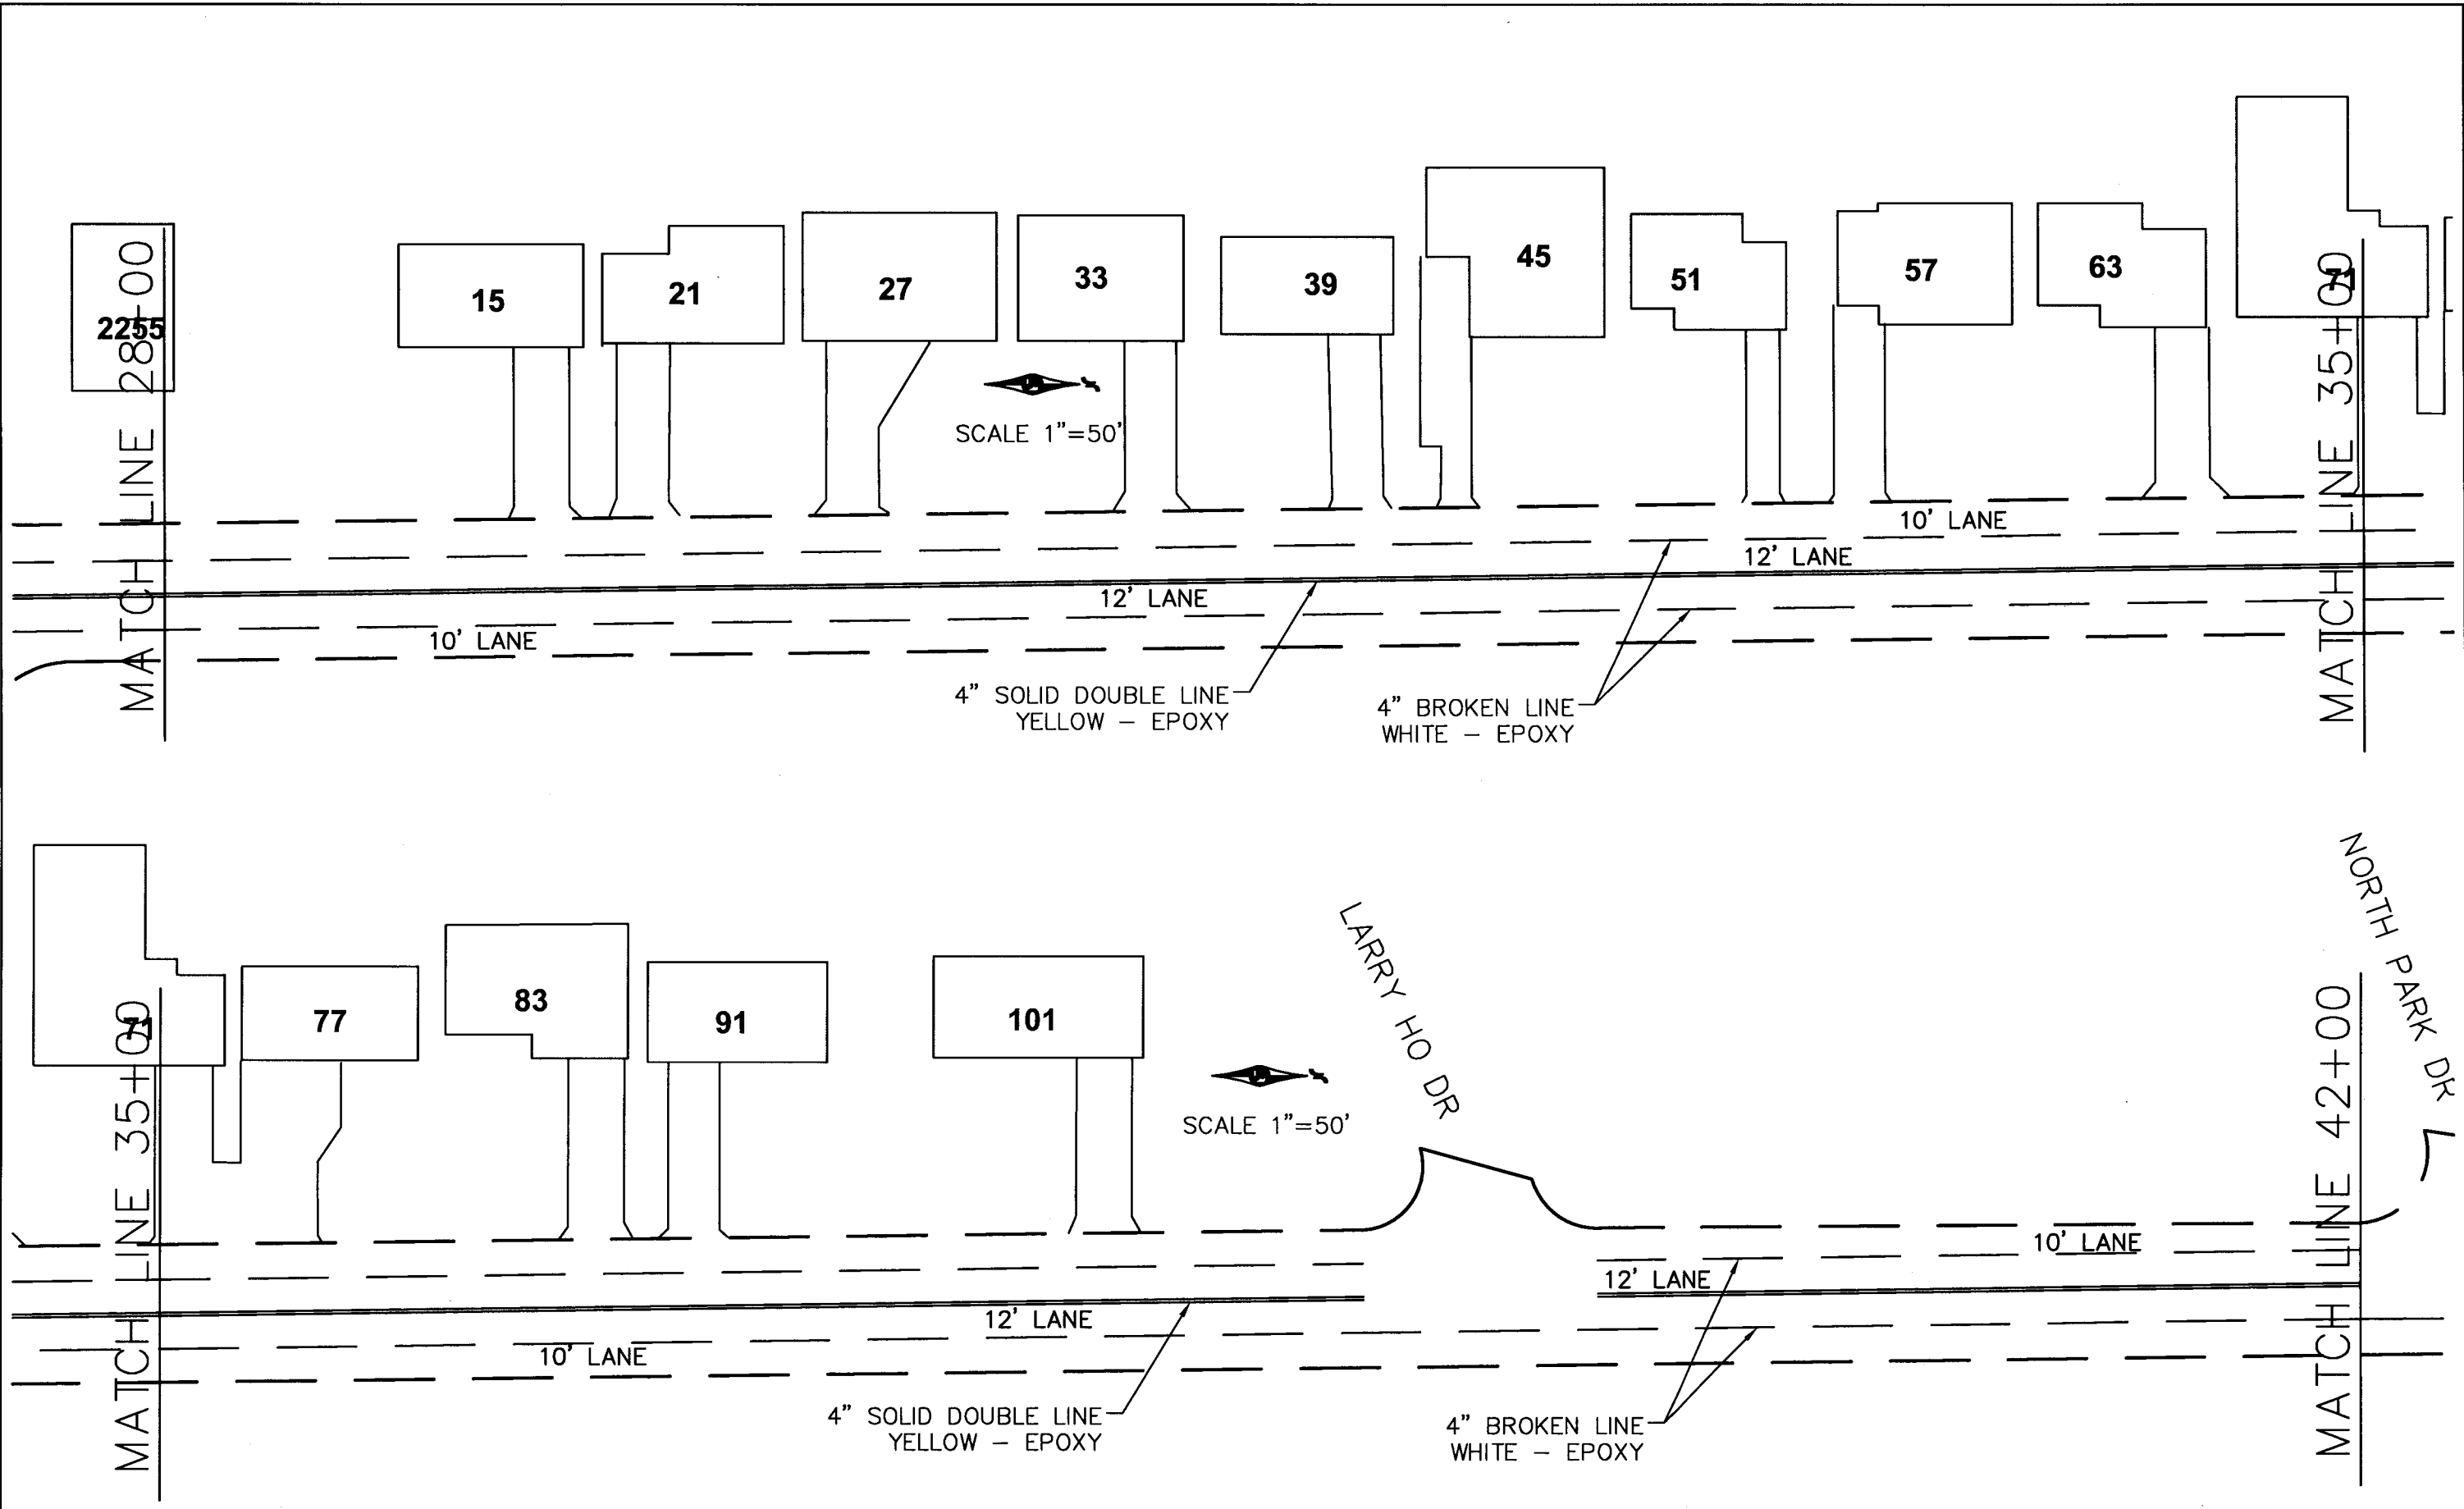 2255
MATCH LINE 28+00
15
21
27
33
39
45
51
57
63
71
MATCH LINE 35+00
SCALE 1"=50'
10' LANE
12' LANE
12' LANE
10' LANE
4" SOLID DOUBLE LINE
YELLOW – EPOXY
4" BROKEN LINE
WHITE – EPOXY
71
MATCH LINE 35+00
77
83
91
101
SCALE 1"=50'
LARRY HO DR
NORTH PARK DR
MATCH LINE 42+00
10' LANE
12' LANE
12' LANE
10' LANE
4" SOLID DOUBLE LINE
YELLOW – EPOXY
4" BROKEN LINE
WHITE – EPOXY